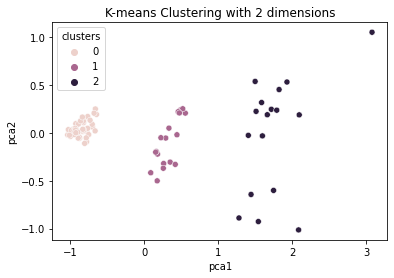 K-means Clustering with 2 dimensions
clusters
0
1
2
1.0
0.5
0.0
−0.5
−1.0
pca2
−1 0 1 2 3
pca1